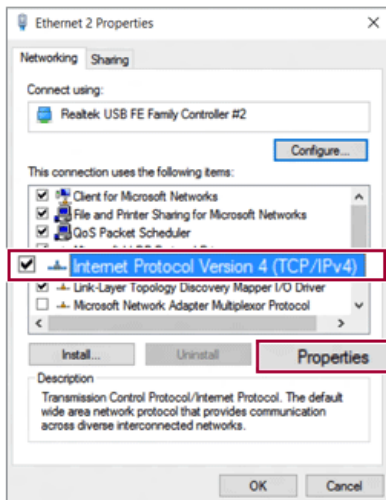 Ethernet 2 Properties
Networking Sharing
Connect using:
Realtek USB FE Family Controller #2
Configure...
This connection uses the following items:
Client for Microsoft Networks
File and Printer Sharing for Microsoft Networks
QoS Packet Scheduler
Internet Protocol Version 4 (TCP/IPv4)
Link-Layer Topology Discovery Mapper I/O Driver
Microsoft Network Adapter Multiplexor Protocol
Install... Uninstall Properties
Description
Transmission Control Protocol/Internet Protocol. The default
wide area network protocol that provides communication
across diverse interconnected networks.
OK Cancel